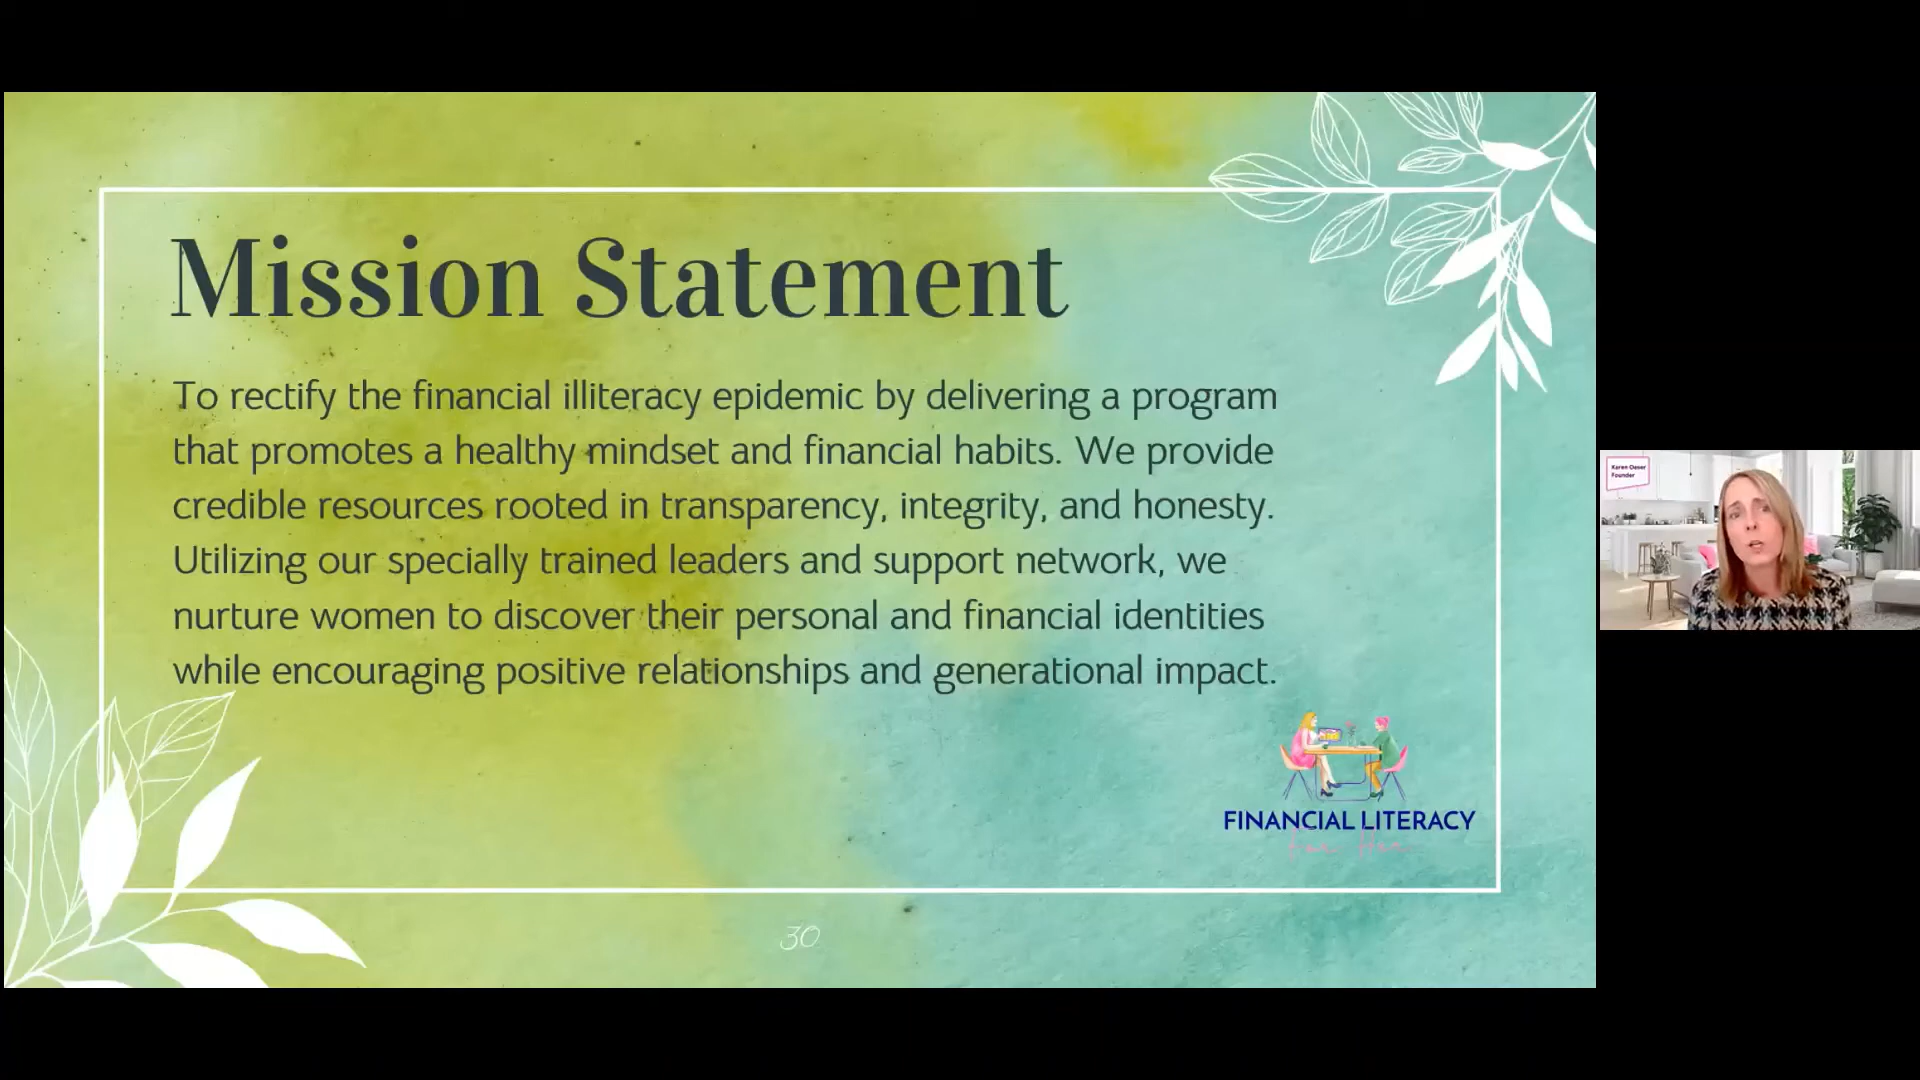 Mission Statement
To rectify the financial illiteracy epidemic by delivering a program
that promotes a healthy mindset and financial habits. We provide
credible resources rooted in transparency, integrity, and honesty.
Utilizing our specially trained leaders and support network, we
nurture women to discover their personal and financial identities
while encouraging positive relationships and generational impact.
FINANCIAL LITERACY
For Her
30
Karen Oeser
Founder